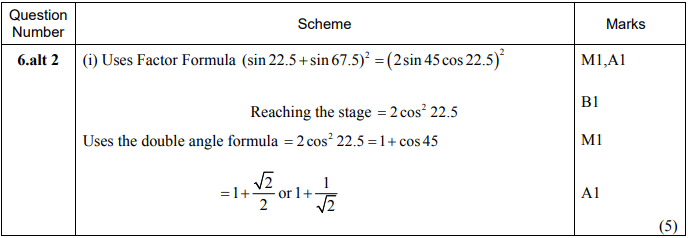 Question Number Scheme Marks
6.alt 2 (i) Uses Factor Formula (sin 22.5 + sin 67.5)² = (2 sin 45 cos 22.5)² M1,A1
Reaching the stage = 2 cos² 22.5 B1
Uses the double angle formula = 2 cos² 22.5 = 1 + cos 45 M1
= 1 + √2/2 or 1 + 1/√2 A1
(5)